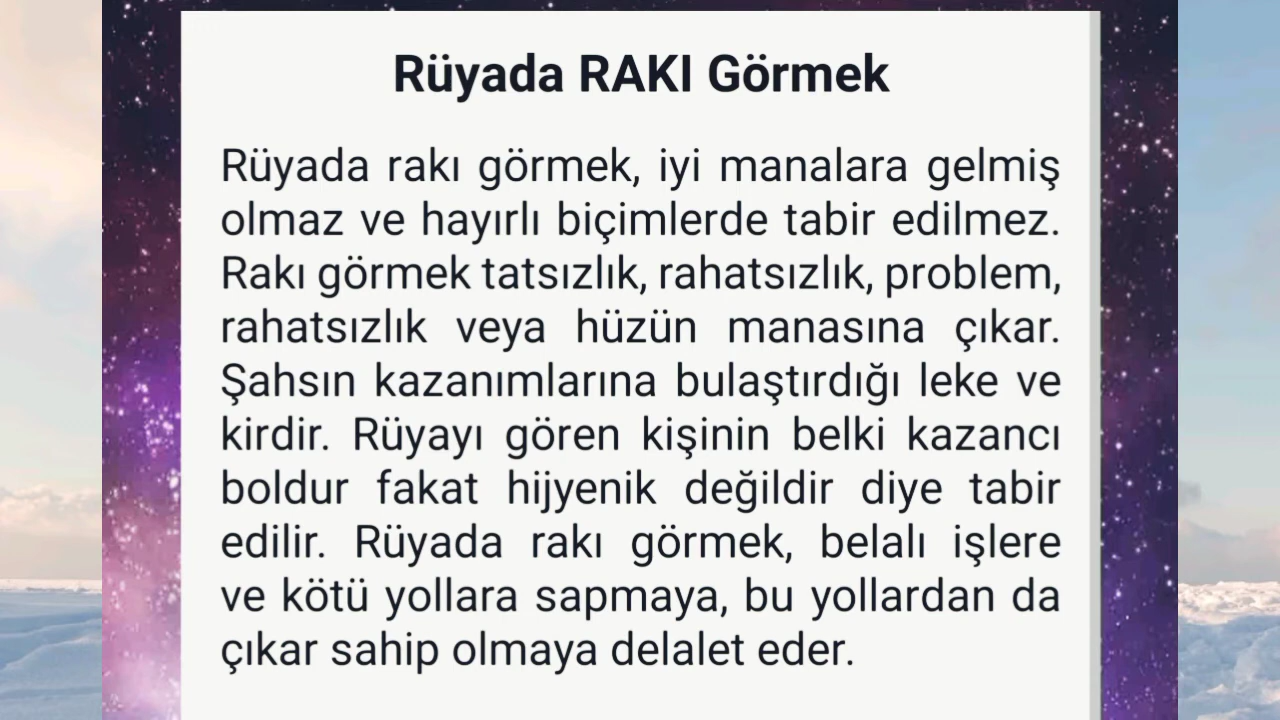 Rüyada RAKI Görmek
Rüyada rakı görmek, iyi manalara gelmiş
olmaz ve hayırlı biçimlerde tabir edilmez.
Rakı görmek tatsızlık, rahatsızlık, problem,
rahatsızlık veya hüzün manasına çıkar.
Şahsın kazanımlarına bulaştırdığı leke ve
kirdir. Rüyayı gören kişinin belki kazancı
boldur fakat hijyenik değildir diye tabir
edilir. Rüyada rakı görmek, belalı işlere
ve kötü yollara sapmaya, bu yollardan da
çıkar sahip olmaya delalet eder.